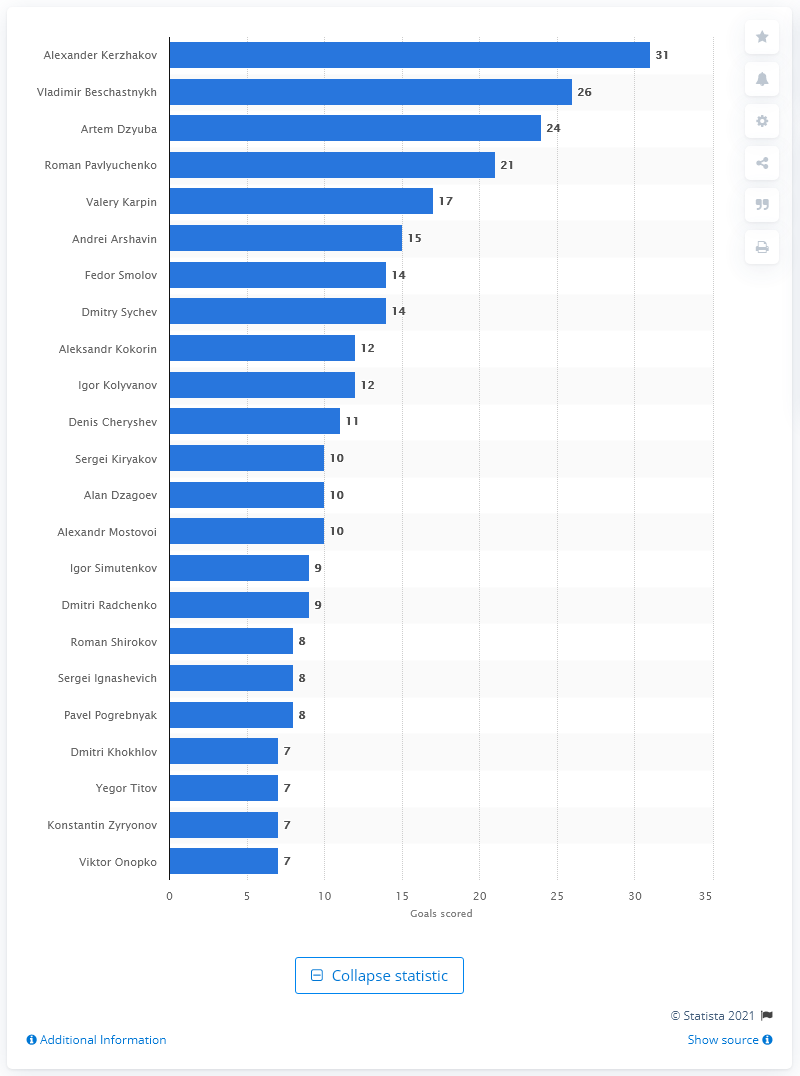 Alexander Kerzhakov 31
Vladimir Beschastnykh 26
Artem Dzyuba 24
Roman Pavlyuchenko 21
Valery Karpin 17
Andrei Arshavin 15
Fedor Smolov 14
Dmitry Sychev 14
Aleksandr Kokorin 12
Igor Kolyvanov 12
Denis Cheryshev 11
Sergei Kiryakov 10
Alan Dzagoev 10
Alexandr Mostovoi 10
Igor Simutenkov 9
Dmitri Radchenko 9
Roman Shirokov 8
Sergei Ignashevich 8
Pavel Pogrebnyak 8
Dmitri Khokhlov 7
Yegor Titov 7
Konstantin Zyryonov 7
Viktor Onopko 7
0 5 10 15 20 25 30 35
Goals scored
Collapse statistic
© Statista 2021
Additional Information Show source